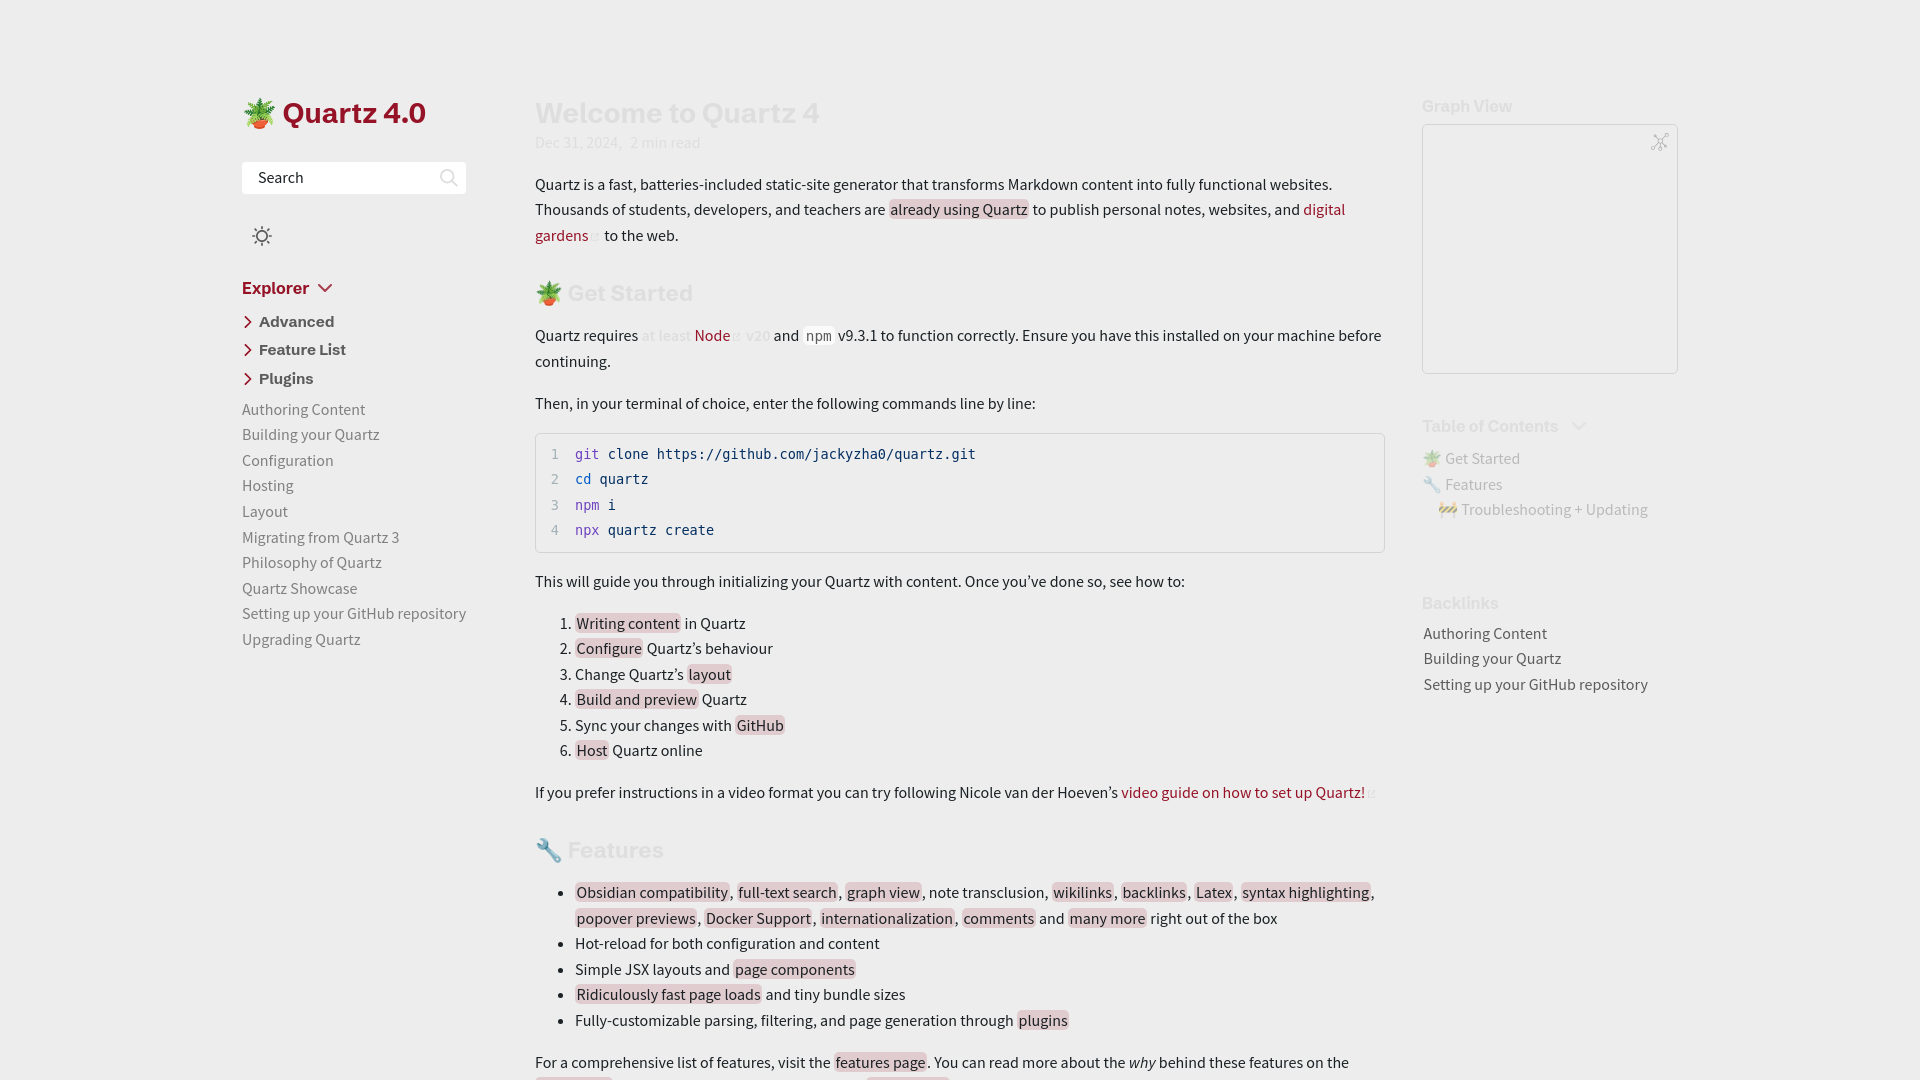 Quartz 4.0
Search
Explorer
Advanced
Feature List
Plugins
Authoring Content
Building your Quartz
Configuration
Hosting
Layout
Migrating from Quartz 3
Philosophy of Quartz
Quartz Showcase
Setting up your GitHub repository
Upgrading Quartz
Welcome to Quartz 4
Dec 31, 2024, 2 min read
Quartz is a fast, batteries-included static-site generator that transforms Markdown content into fully functional websites.
Thousands of students, developers, and teachers are already using Quartz to publish personal notes, websites, and digital
gardens to the web.
🪴 Get Started
Quartz requires at least Node v20 and npm v9.3.1 to function correctly. Ensure you have this installed on your machine before
continuing.
Then, in your terminal of choice, enter the following commands line by line:
1 git clone https://github.com/jackyzha0/quartz.git
2 cd quartz
3 npm i
4 npx quartz create
This will guide you through initializing your Quartz with content. Once you’ve done so, see how to:
1. Writing content in Quartz
2. Configure Quartz’s behaviour
3. Change Quartz’s layout
4. Build and preview Quartz
5. Sync your changes with GitHub
6. Host Quartz online
If you prefer instructions in a video format you can try following Nicole van der Hoeven’s video guide on how to set up Quartz!
🔧 Features
• Obsidian compatibility, full-text search, graph view, note transclusion, wikilinks, backlinks, Latex, syntax highlighting,
popover previews, Docker Support, internationalization, comments and many more right out of the box
• Hot-reload for both configuration and content
• Simple JSX layouts and page components
• Ridiculously fast page loads and tiny bundle sizes
• Fully-customizable parsing, filtering, and page generation through plugins
For a comprehensive list of features, visit the features page. You can read more about the why behind these features on the
Graph View
Table of Contents
🪴 Get Started
🔧 Features
🚧 Troubleshooting + Updating
Backlinks
Authoring Content
Building your Quartz
Setting up your GitHub repository